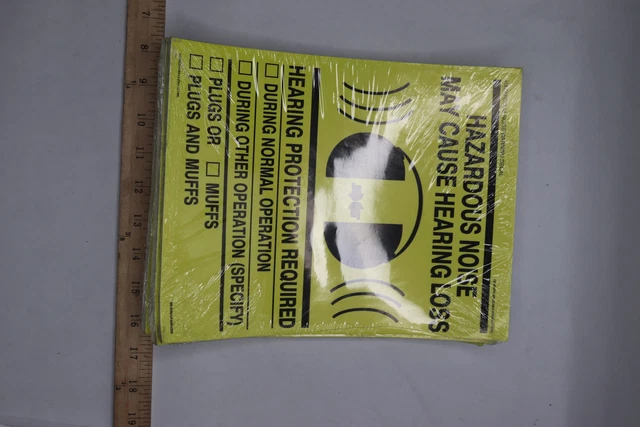 HAZARDOUS NOISE
MAY CAUSE HEARING LOSS
HEARING PROTECTION REQUIRED
☐ DURING NORMAL OPERATION
☐ DURING OTHER OPERATION (SPECIFY)
☐ PLUGS OR ☐ MUFFS
☐ PLUGS AND MUFFS
7
8
9
10
11
12
13
14
15
16
17
18
19